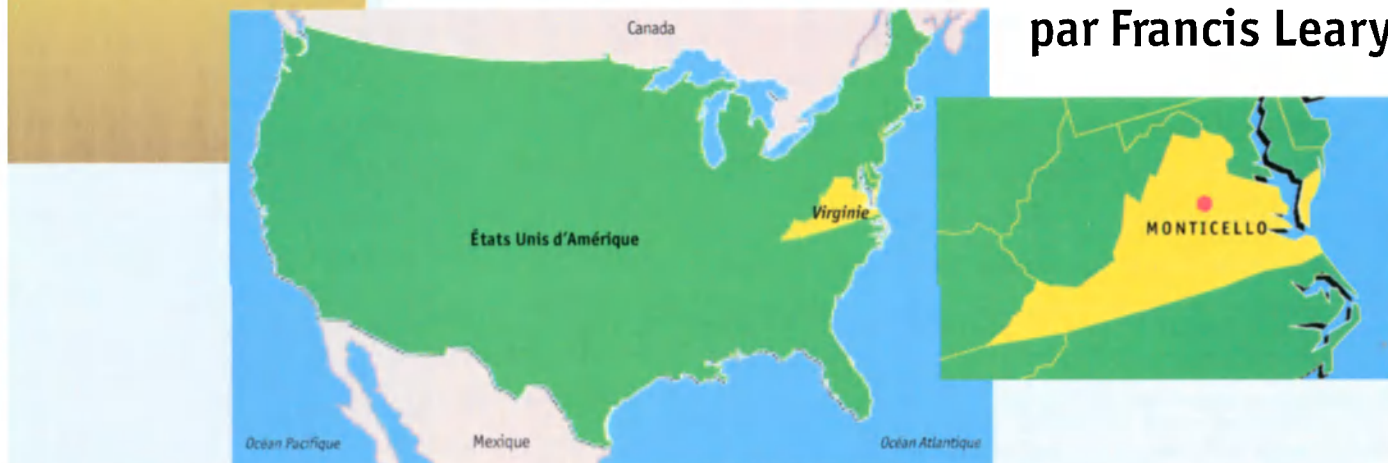 par Francis Leary
Canada
Virginie
États Unis d'Amérique
MONTICELLO
Océan Pacifique
Mexique
Océan Atlantique